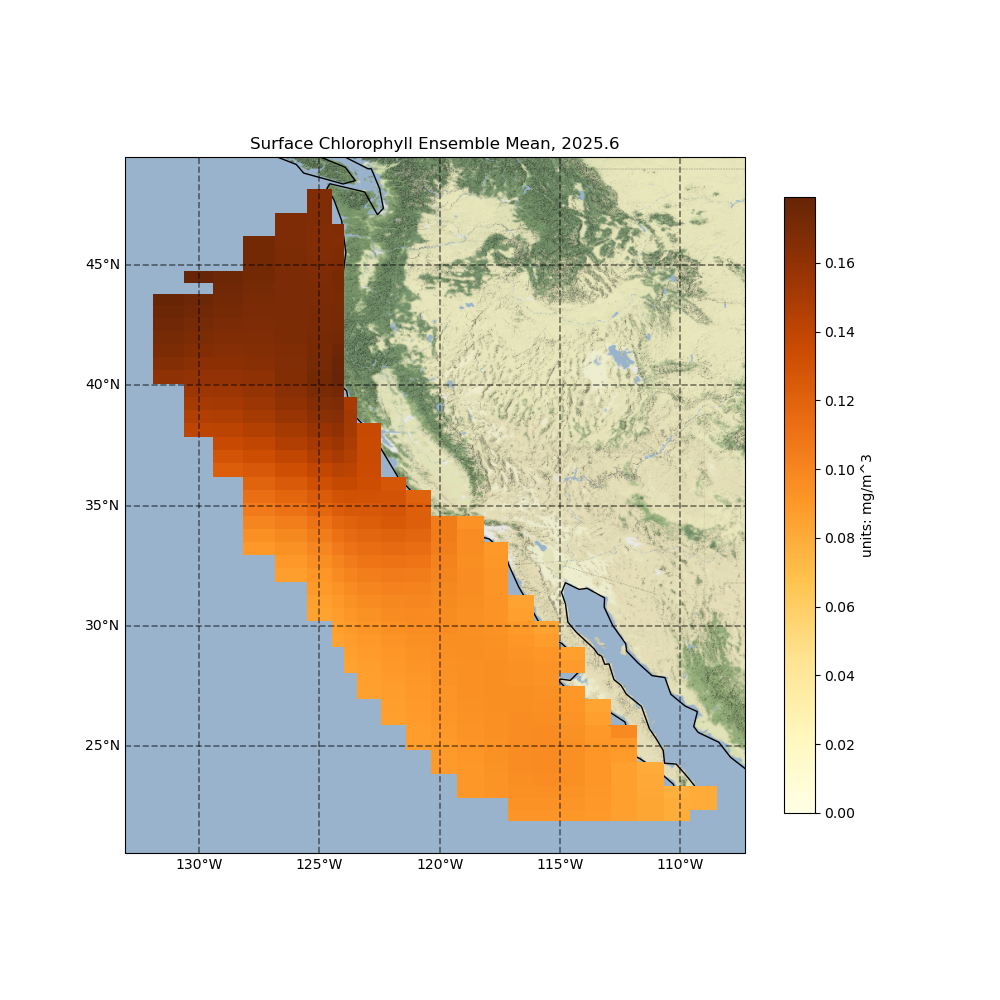 Surface Chlorophyll Ensemble Mean, 2025.6
45°N
40°N
35°N
30°N
25°N
130°W 125°W 120°W 115°W 110°W
0.16
0.14
0.12
0.10
0.08
0.06
0.04
0.02
0.00
units: mg/m^3